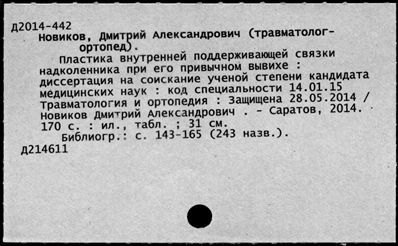 Д2014-442
Новиков, Дмитрий Александрович (травматолог-
ортопед).
Пластика внутренней поддерживающей связки
надколенника при его привычном вывихе :
диссертация на соискание ученой степени кандидата
медицинских наук : код специальности 14.01.15
Травматология и ортопедия : Защищена 28.05.2014 /
Новиков Дмитрий Александрович . - Саратов, 2014.
170 с. : ил., табл. ; 31 см.
Библиогр.: с. 143-165 (243 назв.).
Д214611